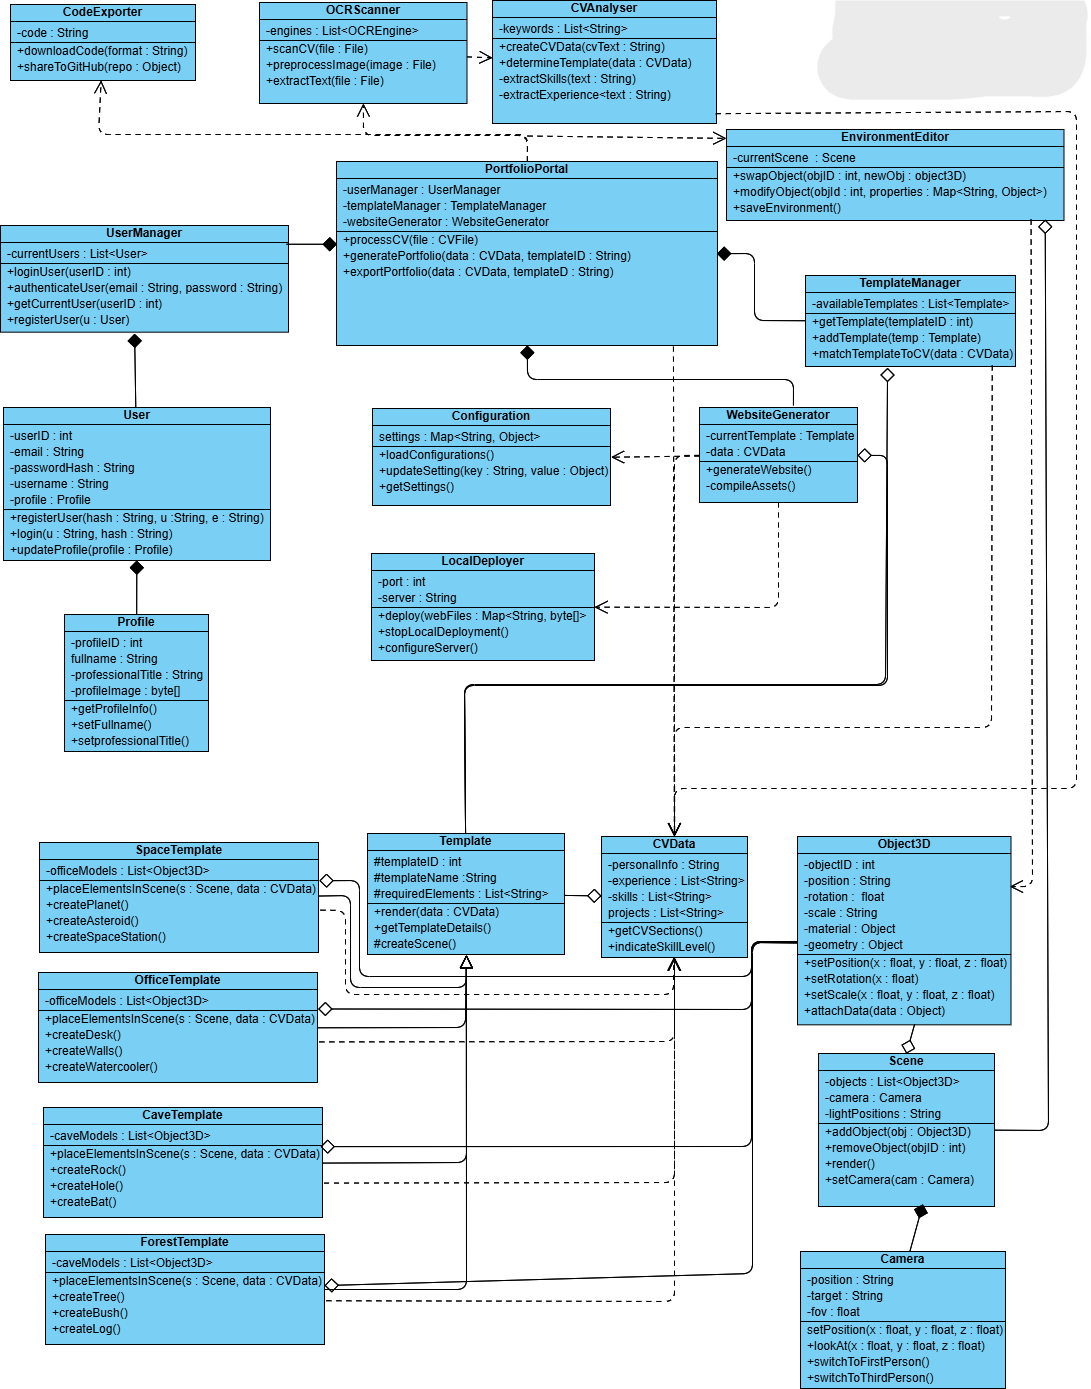 CodeExporter
-code : String
+downloadCode(format : String)
+shareToGitHub(repo : Object)
OCRScanner
-engines : List<OCREngine>
+scanCV(file : File)
+preprocessImage(image : File)
+extractText(file : File)
CVAnalyser
-keywords : List<String>
+createCVData(cvText : String)
+determineTemplate(data : CVData)
-extractSkills(text : String)
-extractExperience<text : String)
EnvironmentEditor
-currentScene : Scene
+swapObject(objID : int, newObj : object3D)
+modifyObject(objId : int, properties : Map<String, Object>)
+saveEnvironment()
PortfolioPortal
-userManager : UserManager
-templateManager : TemplateManager
-websiteGenerator : WebsiteGenerator
+processCV(file : CVFile)
+generatePortfolio(data : CVData, templateID : String)
+exportPortfolio(data : CVData, templateD : String)
UserManager
-currentUsers : List<User>
+loginUser(userID : int)
+authenticateUser(email : String, password : String)
+getCurrentUser(userID : int)
+registerUser(u : User)
TemplateManager
-availableTemplates : List<Template>
+getTemplate(templateID : int)
+addTemplate(temp : Template)
+matchTemplateToCV(data : CVData)
User
-userID : int
-email : String
-passwordHash : String
-username : String
-profile : Profile
+registerUser(hash : String, u :String, e : String)
+login(u : String, hash : String)
+updateProfile(profile : Profile)
Configuration
settings : Map<String, Object>
+loadConfigurations()
+updateSetting(key : String, value : Object)
+getSettings()
WebsiteGenerator
-currentTemplate : Template
-data : CVData
+generateWebsite()
-compileAssets()
LocalDeployer
-port : int
-server : String
+deploy(webFiles : Map<String, byte[]>
+stopLocalDeployment()
+configureServer()
Profile
-profileID : int
fullname : String
-professionalTitle : String
-profileImage : byte[]
+getProfileInfo()
+setFullname()
+setprofessionalTitle()
SpaceTemplate
-officeModels : List<Object3D>
+placeElementsInScene(s : Scene, data : CVData)
+createPlanet()
+createAsteroid()
+createSpaceStation()
Template
#templateID : int
#templateName :String
#requiredElements : List<String>
+render(data : CVData)
+getTemplateDetails()
#createScene()
CVData
-personalInfo : String
-experience : List<String>
-skills : List<String>
projects : List<String>
+getCVSections()
+indicateSkillLevel()
Object3D
-objectID : int
-position : String
-rotation : float
-scale : String
-material : Object
-geometry : Object
+setPosition(x : float, y : float, z : float)
+setRotation(x : float)
+setScale(x : float, y : float, z : float)
+attachData(data : Object)
OfficeTemplate
-officeModels : List<Object3D>
+placeElementsInScene(s : Scene, data : CVData)
+createDesk()
+createWalls()
+createWatercooler()
Scene
-objects : List<Object3D>
-camera : Camera
-lightPositions : String
+addObject(obj : Object3D)
+removeObject(objID : int)
+render()
+setCamera(cam : Camera)
CaveTemplate
-caveModels : List<Object3D>
+placeElementsInScene(s : Scene, data : CVData)
+createRock()
+createHole()
+createBat()
ForestTemplate
-caveModels : List<Object3D>
+placeElementsInScene(s : Scene, data : CVData)
+createTree()
+createBush()
+createLog()
Camera
-position : String
-target : String
-fov : float
setPosition(x : float, y : float, z : float)
+lookAt(x : float, y : float, z : float)
+switchToFirstPerson()
+switchToThirdPerson()